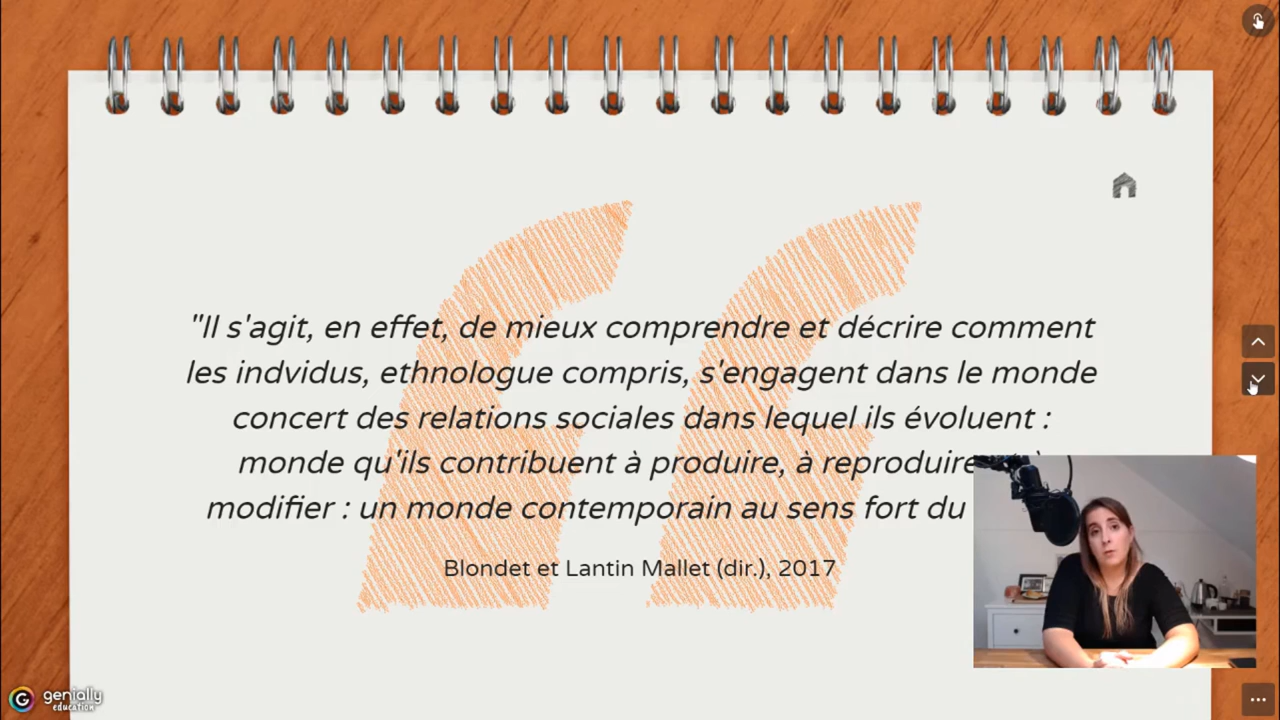 "Il s'agit, en effet, de mieux comprendre et décrire comment
les indvidus, ethnologue compris, s'engagent dans le monde
concert des relations sociales dans lequel ils évoluent :
monde qu'ils contribuent à produire, à reproduire
modifier : un monde contemporain au sens fort du
Blondet et Lantin Mallet (dir.), 2017
genially
education